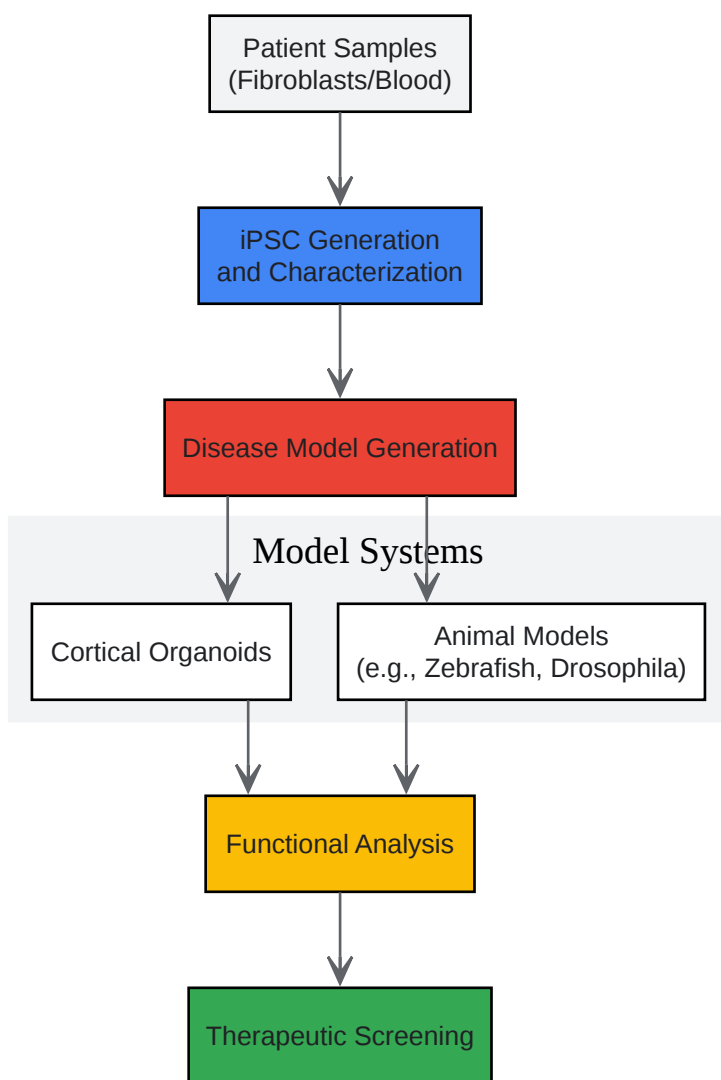 Patient Samples
(Fibroblasts/Blood)
iPSC Generation
and Characterization
Disease Model Generation
Model Systems
Cortical Organoids
Animal Models
(e.g., Zebrafish, Drosophila)
Functional Analysis
Therapeutic Screening